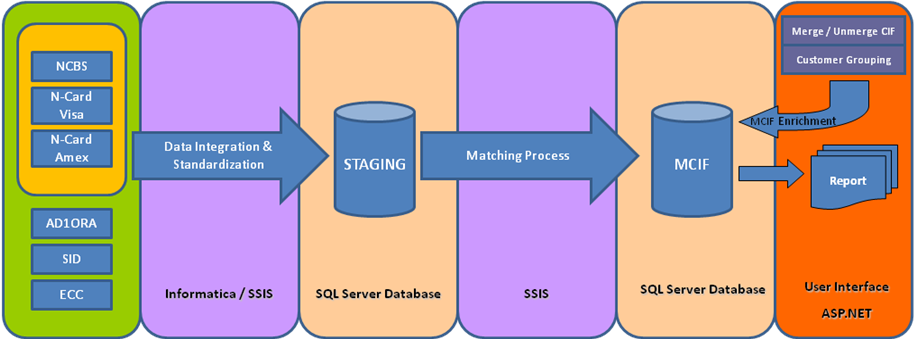 NCBS
N-Card
Visa
N-Card
Amex
AD1ORA
SID
ECC
Data Integration &
Standardization
Informatica / SSIS
STAGING
SQL Server Database
Matching Process
SSIS
MCIF
SQL Server Database
Merge / Unmerge CIF
Customer Grouping
MCIF Enrichment
Report
User Interface
ASP.NET